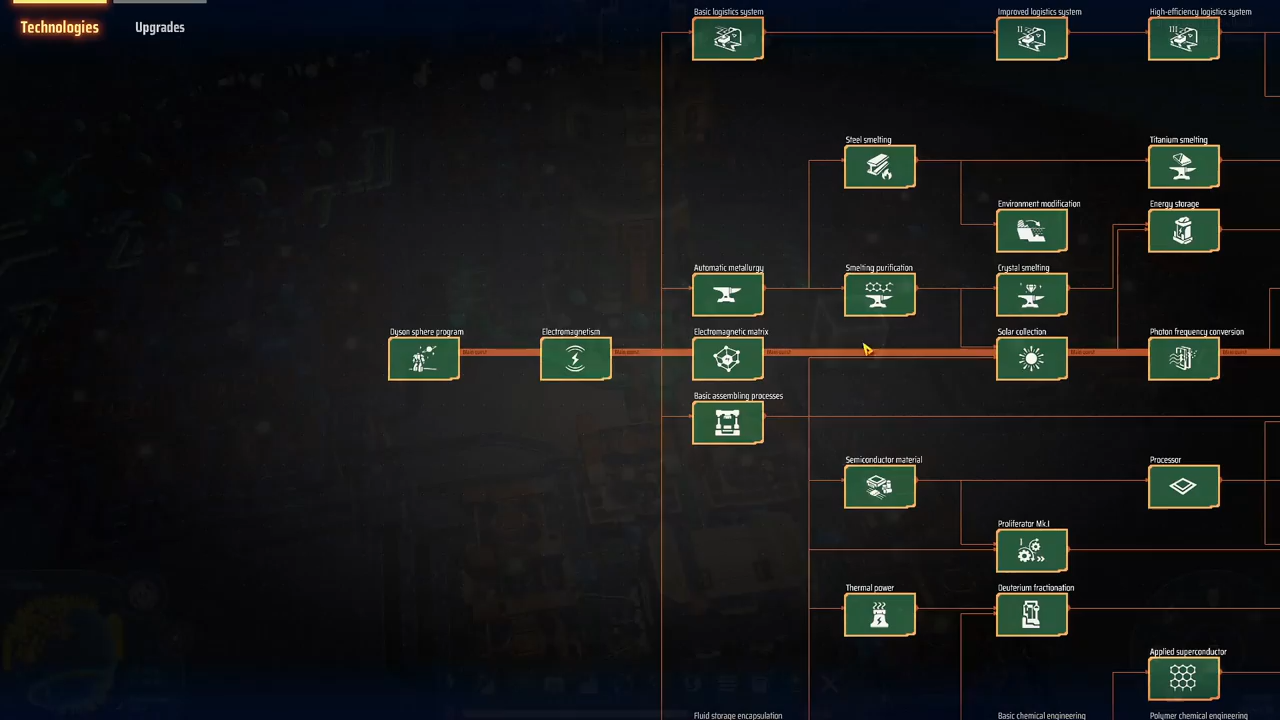 Technologies
Upgrades
Basic logistics system
Improved logistics system
High-efficiency logistics system
Steel smelting
Titanium smelting
Environment modification
Energy storage
Automatic metallurgy
Smelting purification
Crystal smelting
Dyson sphere program
Electromagnetism
Electromagnetic matrix
Solar collection
Photon frequency conversion
Basic assembling processes
Semiconductor material
Processor
Proliferator Mk.I
Thermal power
Deuterium fractionation
Applied superconductor
Fluid storage encapsulation
Basic chemical engineering
Polymer chemical engineering